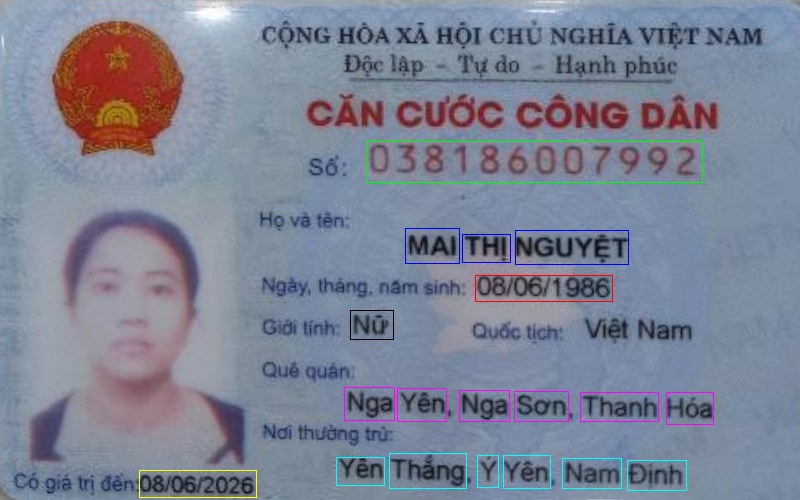 CỘNG HÒA XÃ HỘI CHỦ NGHĨA VIỆT NAM
Độc lập - Tự do - Hạnh phúc
CĂN CƯỚC CÔNG DÂN
Số: 038186007992
Họ và tên:
MAI THỊ NGUYỆT
Ngày, tháng, năm sinh: 08/06/1986
Giới tính: Nữ Quốc tịch: Việt Nam
Quê quán:
Nga Yên, Nga Sơn, Thanh Hóa
Nơi thường trú:
Yên Thắng, Ý Yên, Nam Định
Có giá trị đến: 08/06/2026